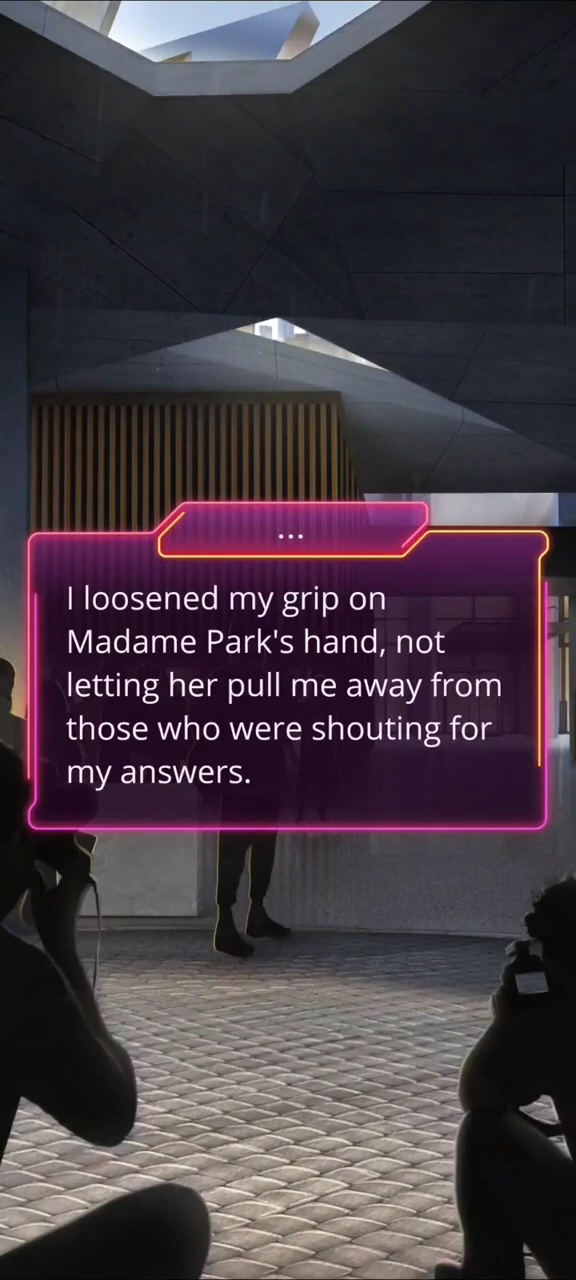 ...
I loosened my grip on
Madame Park's hand, not
letting her pull me away from
those who were shouting for
my answers.